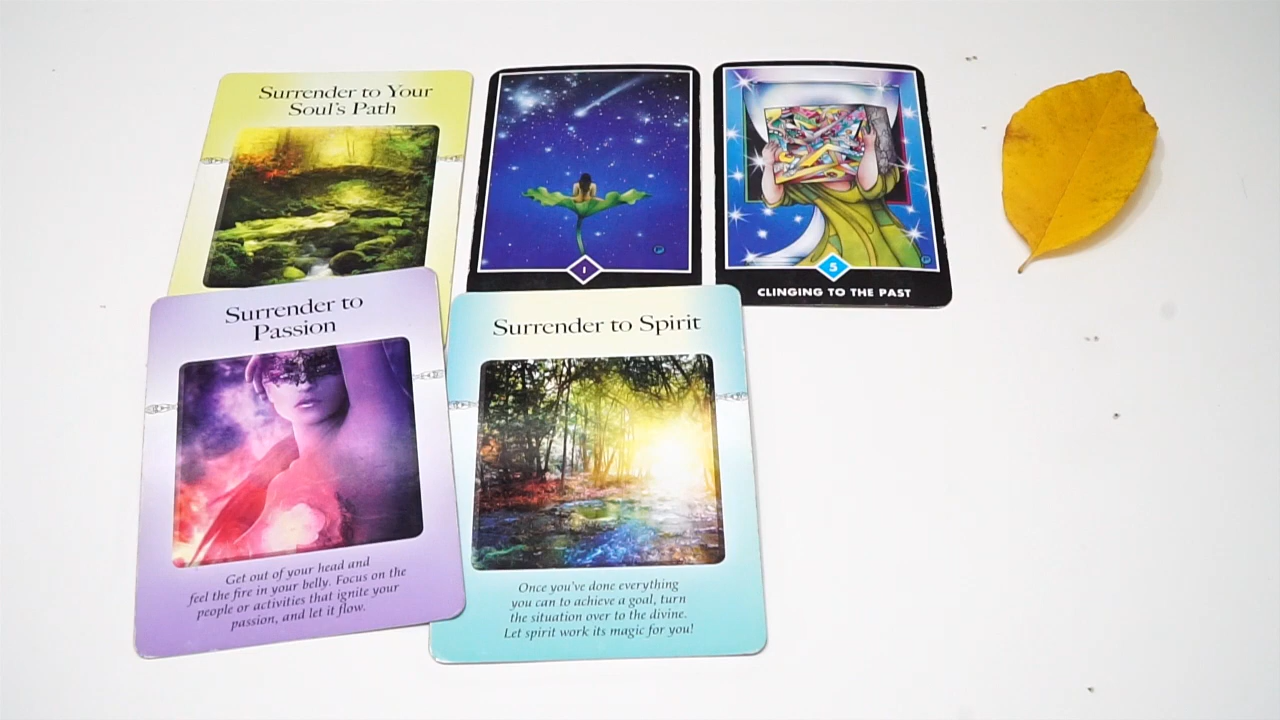 Surrender to Your
Soul's Path
I
5
CLINGING TO THE PAST
Surrender to
Passion
Get out of your head and
feel the fire in your belly. Focus on the
people or activities that ignite your
passion, and let it flow.
Surrender to Spirit
Once you've done everything
you can to achieve a goal, turn
the situation over to the divine.
Let spirit work its magic for you!